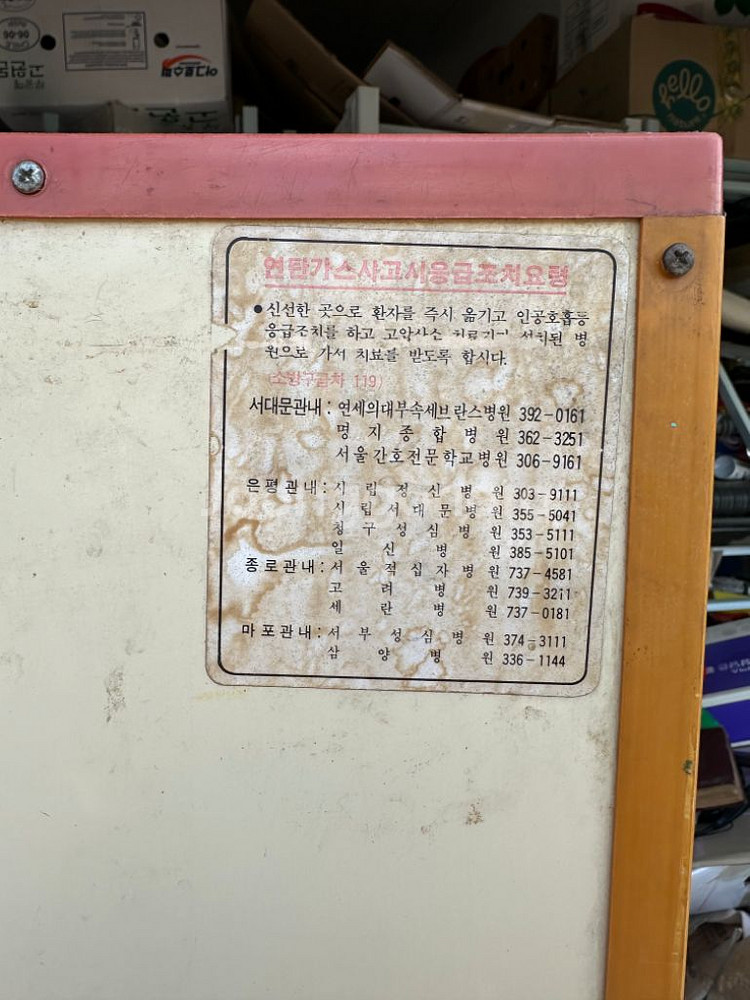 hello
연탄가스사고시응급조치요령
●신선한 곳으로 환자를 즉시 옮기고 인공호흡등
응급조치를 하고 고압산소 치료기가 설치된 병
원으로 가서 치료를 받도록 합시다.
(소방구급차 119)
서대문관내 : 연세의대부속세브란스병원 392-0161
명지종합병원 362-3251
서울간호전문학교병원 306-9161
은평관내 : 시립정신병원 303-9111
시립서대문병원 355-5041
청구성심병원 353-5111
일신병원 385-5101
종로관내 : 서울적십자병원 737-4581
고려병원 739-3211
세란병원 737-0181
마포관내 : 서부성심병원 374-3111
삼양병원 336-1144